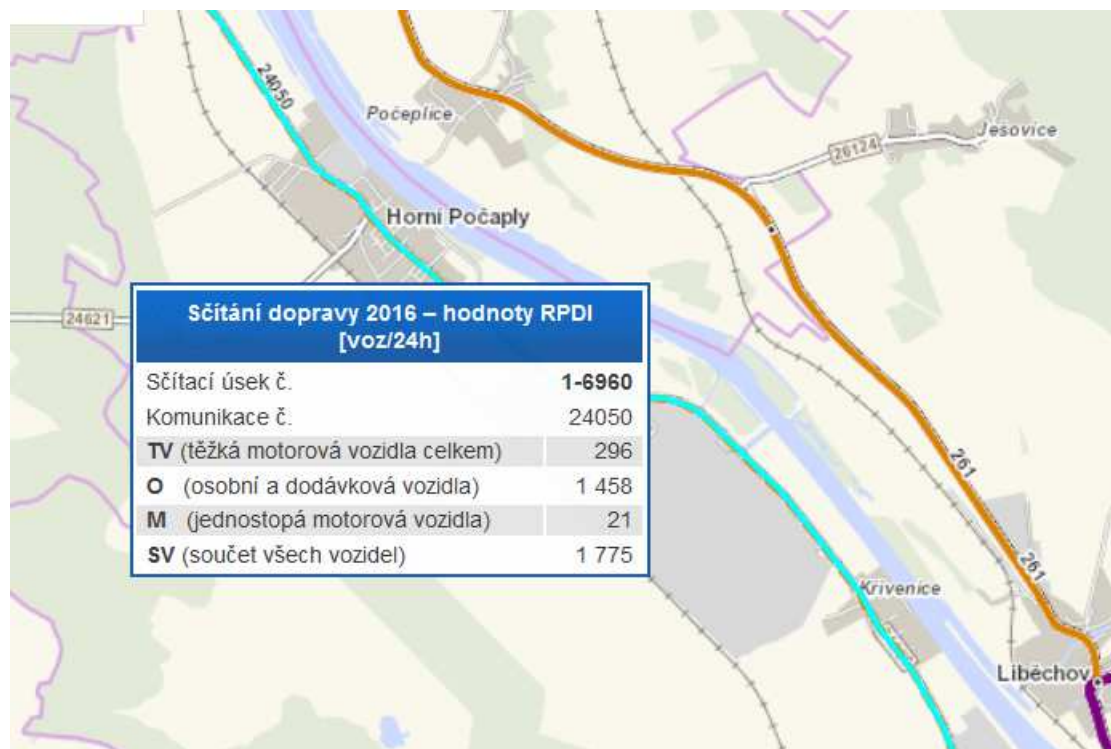 24050
Počeplice
Ješovice
26124
Horní Počaply
24621
Sčítání dopravy 2016 – hodnoty RPDI
[voz/24h]
Sčítací úsek č. 1-6960
Komunikace č. 24050
TV (těžká motorová vozidla celkem) 296
O (osobní a dodávková vozidla) 1 458
M (jednostopá motorová vozidla) 21
SV (součet všech vozidel) 1 775
261
261
Křivenice
Liběchov